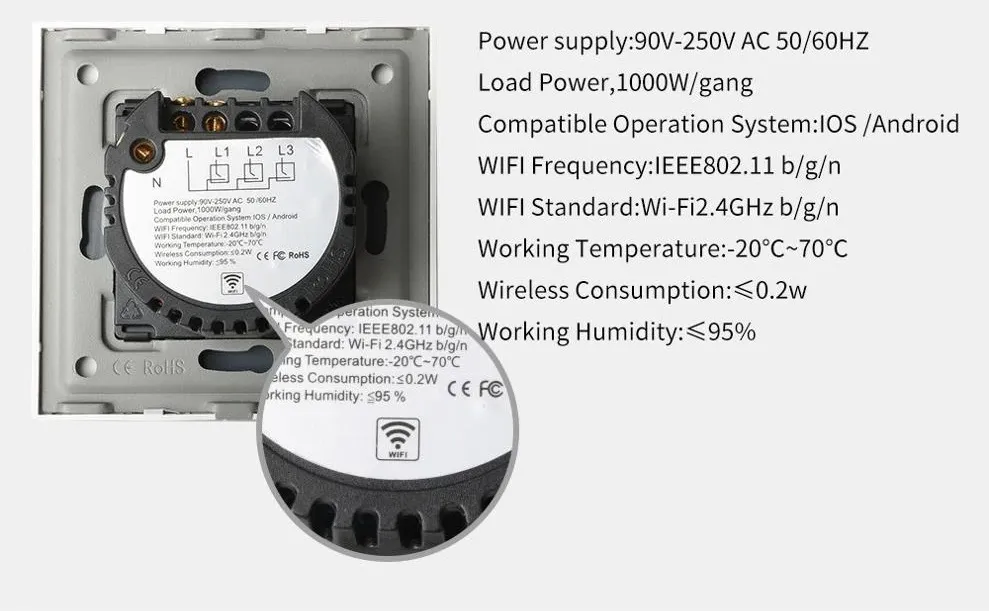 Power supply:90V-250V AC 50/60HZ
Load Power,1000W/gang
Compatible Operation System:IOS /Android
WIFI Frequency:IEEE802.11 b/g/n
WIFI Standard:Wi-Fi2.4GHz b/g/n
Working Temperature:-20℃~70℃
Wireless Consumption:≤0.2w
Working Humidity:≤95%
L L1 L2 L3
N
Power supply:90V-250V AC 50/60HZ
Load Power,1000W/gang
Compatible Operation System:IOS / Android
WIFI Frequency:IEEE802.11 b/g/n
WIFI Standard:Wi-Fi 2.4GHz b/g/n
Working Temperature:-20℃~70℃
Wireless Consumption:≤0.2W
Working Humidity: ≤95 %
CE FC RoHS
WIFI
CE RoHS
peration System
Frequency: IEEE802.11 b/g/n
Standard: Wi-Fi 2.4GHz b/g/n
ing Temperature:-20℃~70℃
eless Consumption:≤0.2W
rking Humidity: ≤95 %
CE FC
WIFI